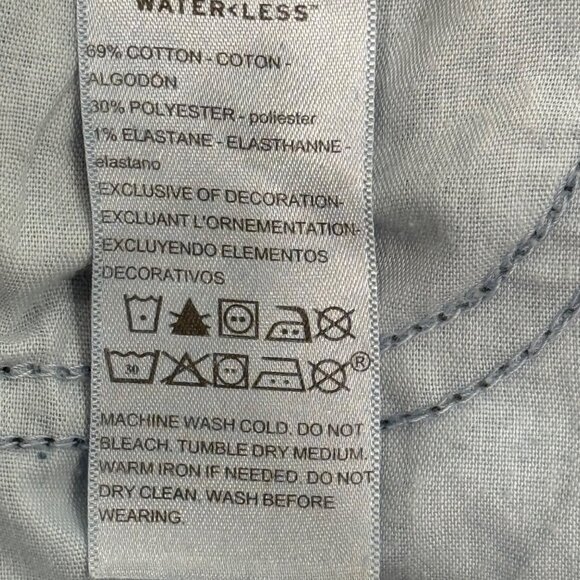 WATER<LESS™
69% COTTON - COTON -
ALGODÓN
30% POLYESTER - poliester
1% ELASTANE - ELASTHANNE -
elastano
EXCLUSIVE OF DECORATION-
EXCLUANT L'ORNEMENTATION-
EXCLUYENDO ELEMENTOS
DECORATIVOS
30 ®
MACHINE WASH COLD. DO NOT
BLEACH. TUMBLE DRY MEDIUM.
WARM IRON IF NEEDED. DO NOT
DRY CLEAN. WASH BEFORE
WEARING.